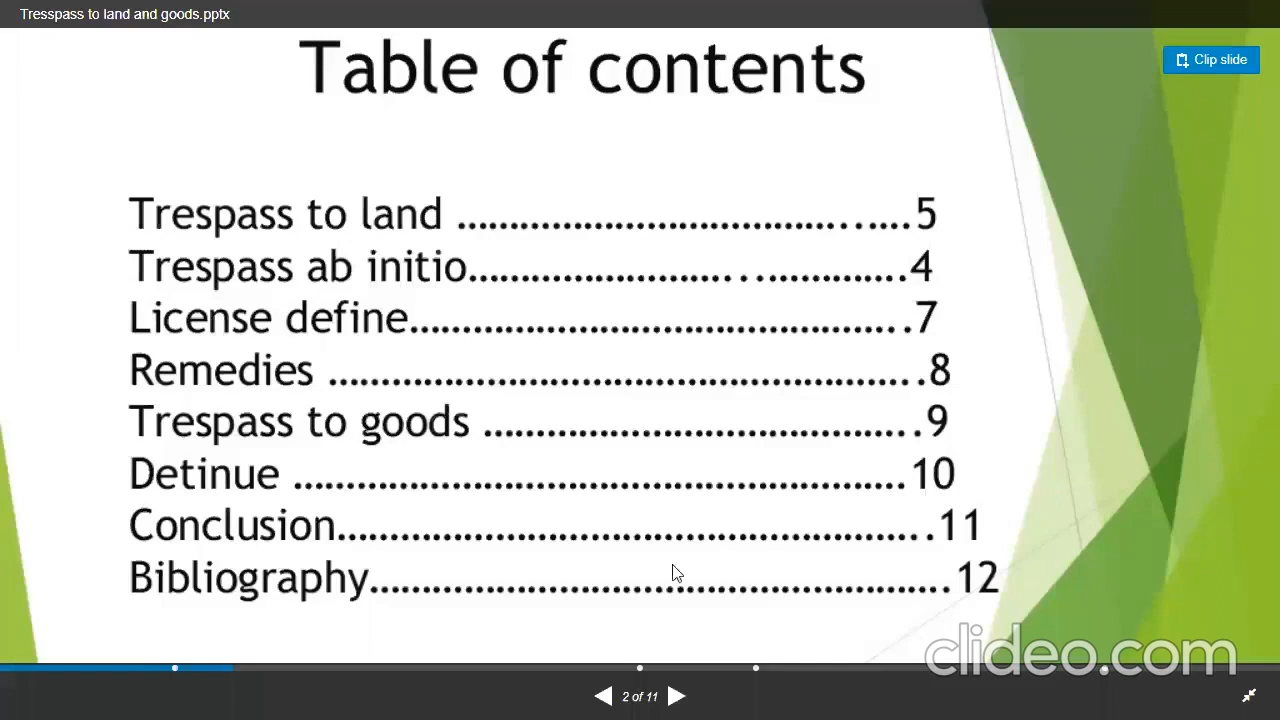 Tresspass to land and goods.pptx
Table of contents
Clip slide
Trespass to land ......................................5
Trespass ab initio......................................4
License define...............................................7
Remedies ......................................................8
Trespass to goods ........................................9
Detinue ........................................................10
Conclusion.....................................................11
Bibliography....................................................12
clideo.com
2 of 11